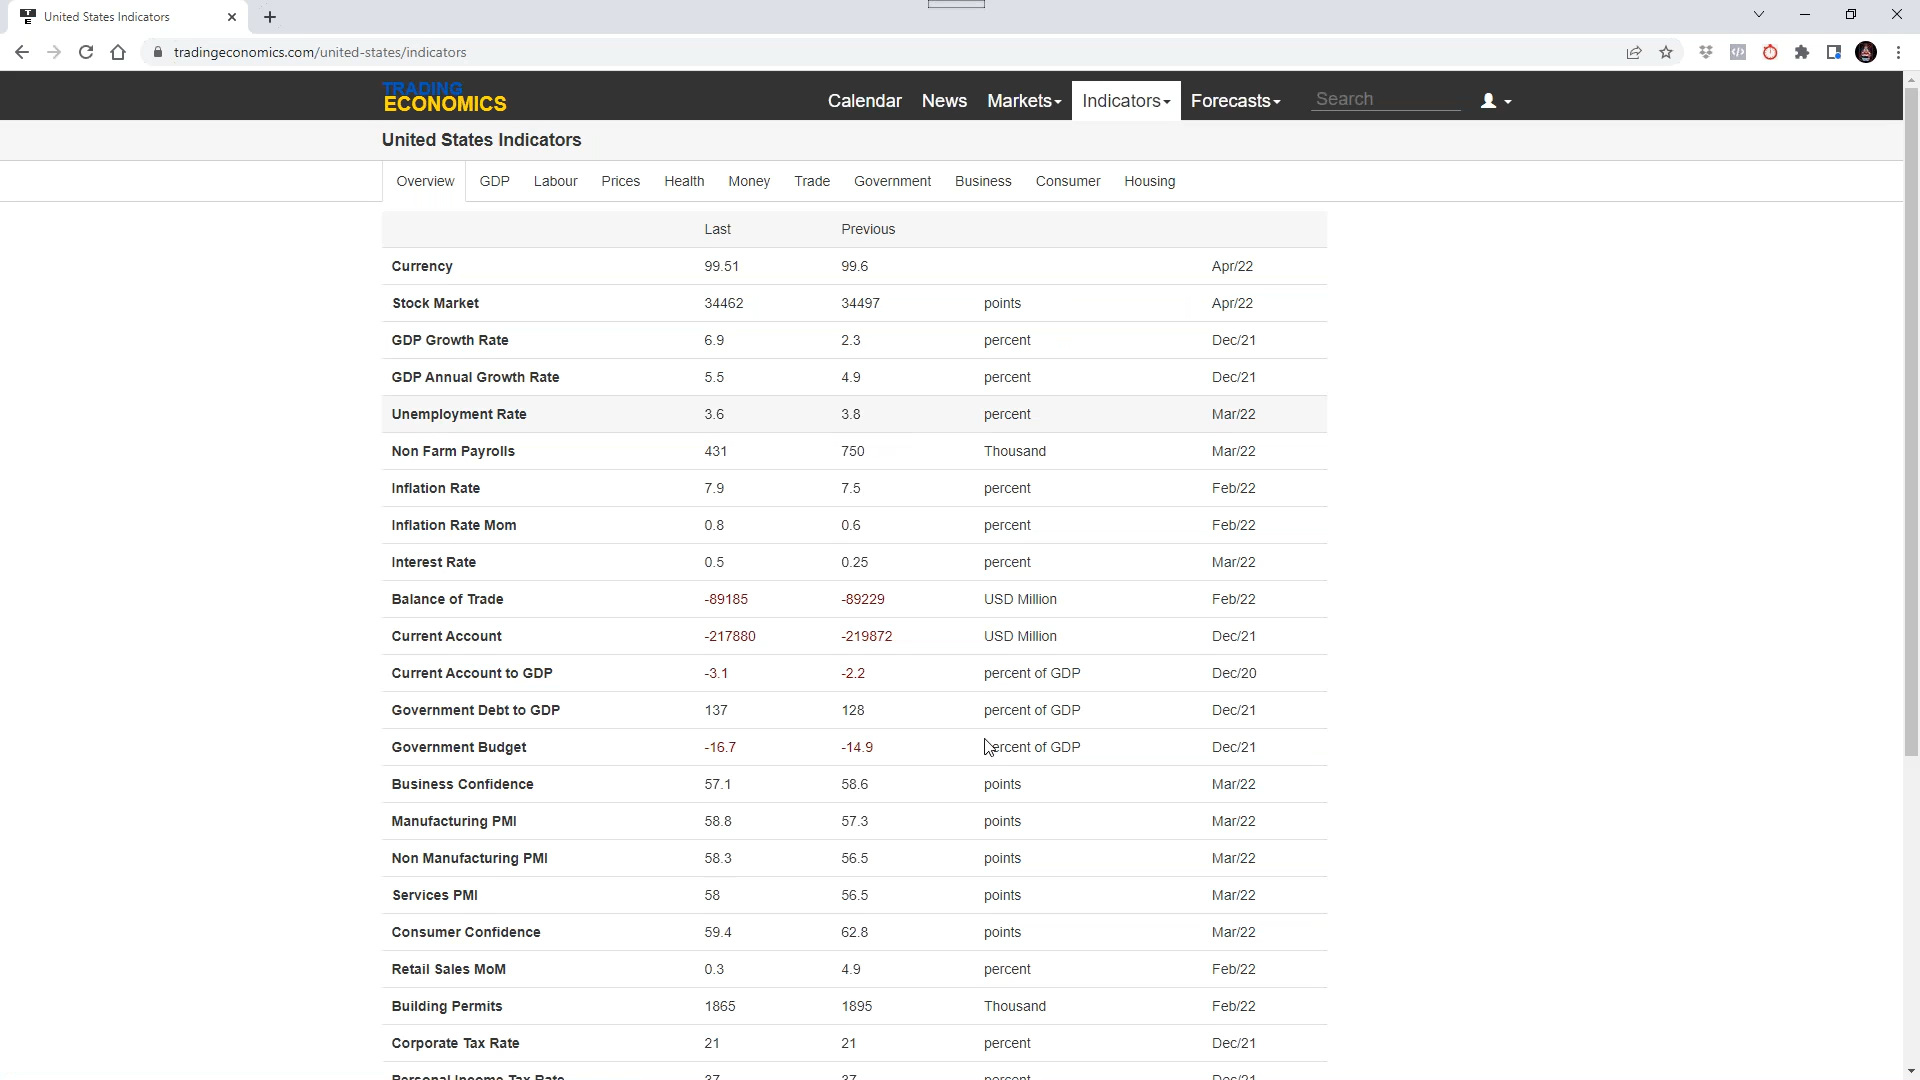 United States Indicators
tradingeconomics.com/united-states/indicators
TRADING
ECONOMICS
Calendar News Markets Indicators Forecasts Search
United States Indicators
Overview GDP Labour Prices Health Money Trade Government Business Consumer Housing
Last Previous
Currency 99.51 99.6 Apr/22
Stock Market 34462 34497 points Apr/22
GDP Growth Rate 6.9 2.3 percent Dec/21
GDP Annual Growth Rate 5.5 4.9 percent Dec/21
Unemployment Rate 3.6 3.8 percent Mar/22
Non Farm Payrolls 431 750 Thousand Mar/22
Inflation Rate 7.9 7.5 percent Feb/22
Inflation Rate Mom 0.8 0.6 percent Feb/22
Interest Rate 0.5 0.25 percent Mar/22
Balance of Trade -89185 -89229 USD Million Feb/22
Current Account -217880 -219872 USD Million Dec/21
Current Account to GDP -3.1 -2.2 percent of GDP Dec/20
Government Debt to GDP 137 128 percent of GDP Dec/21
Government Budget -16.7 -14.9 percent of GDP Dec/21
Business Confidence 57.1 58.6 points Mar/22
Manufacturing PMI 58.8 57.3 points Mar/22
Non Manufacturing PMI 58.3 56.5 points Mar/22
Services PMI 58 56.5 points Mar/22
Consumer Confidence 59.4 62.8 points Mar/22
Retail Sales MoM 0.3 4.9 percent Feb/22
Building Permits 1865 1895 Thousand Feb/22
Corporate Tax Rate 21 21 percent Dec/21
Personal Income Tax Rate 37 37 percent Dec/21